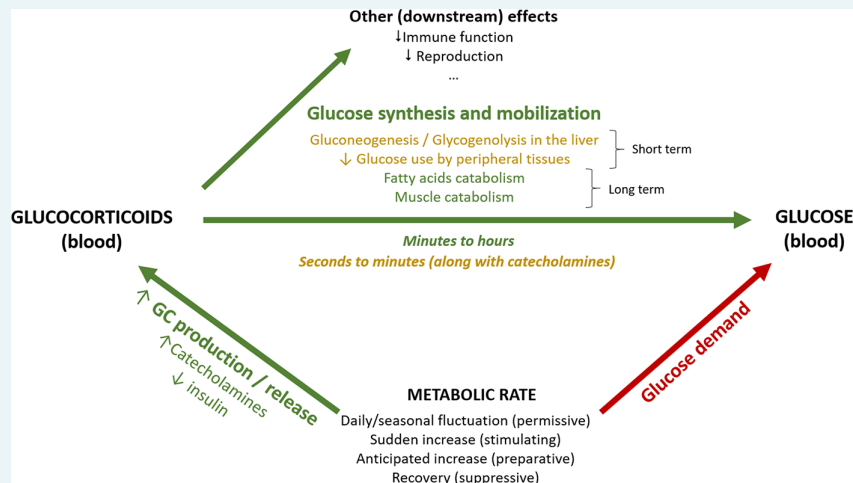 Other (downstream) effects
↓Immune function
↓ Reproduction
...
Glucose synthesis and mobilization
Gluconeogenesis / Glycogenolysis in the liver
↓ Glucose use by peripheral tissues
Short term
Fatty acids catabolism
Muscle catabolism
Long term
GLUCOCORTICOIDS
(blood)
GLUCOSE
(blood)
Minutes to hours
Seconds to minutes (along with catecholamines)
↑ GC production / release
↑Catecholamines
↓ insulin
Glucose demand
METABOLIC RATE
Daily/seasonal fluctuation (permissive)
Sudden increase (stimulating)
Anticipated increase (preparative)
Recovery (suppressive)